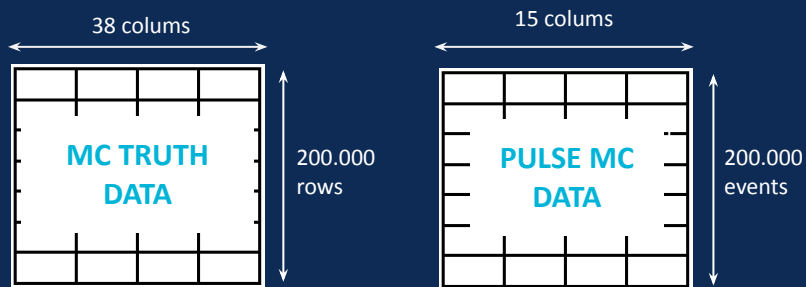 38 colums
MC TRUTH
DATA
200.000
rows
15 colums
PULSE MC
DATA
200.000
events